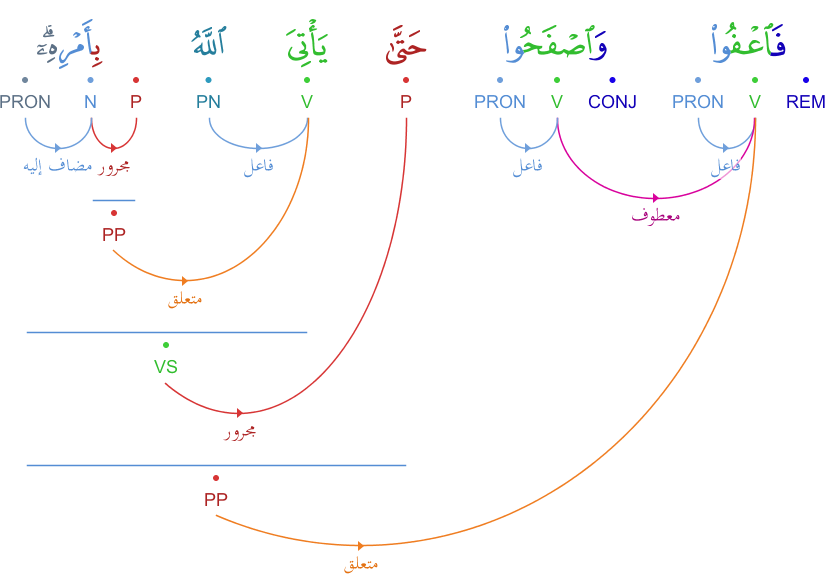 فَٱعْفُوا۟ وَٱصْفَحُوا۟ حَتَّىٰ يَأْتِىَ ٱللَّهُ بِأَمْرِهِۦٓ ۗ
REM V PRON CONJ V PRON P V PN P N PRON
فاعل فاعل فاعل مجرور مضاف إليه
معطوف
PP
متعلق
VS
مجرور
PP
متعلق